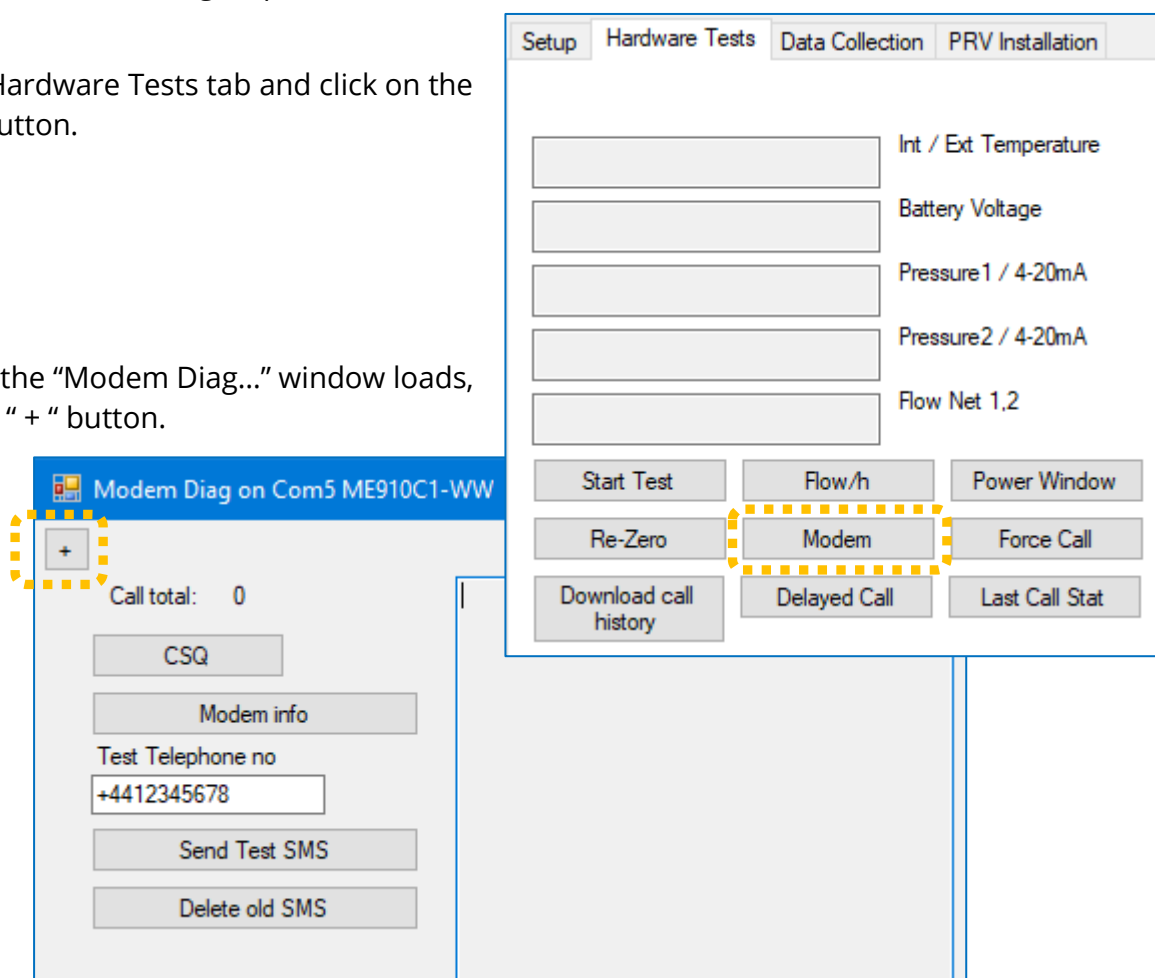 Hardware Tests tab and click on the
utton.
the “Modem Diag…” window loads,
“ + “ button.
Setup Hardware Tests Data Collection PRV Installation
Int / Ext Temperature
Battery Voltage
Pressure1 / 4-20mA
Pressure2 / 4-20mA
Flow Net 1,2
Start Test Flow/h Power Window
Re-Zero Modem Force Call
Download call
history
Delayed Call Last Call Stat
Modem Diag on Com5 ME910C1-WW
+
Call total: 0
CSQ
Modem info
Test Telephone no
+4412345678
Send Test SMS
Delete old SMS